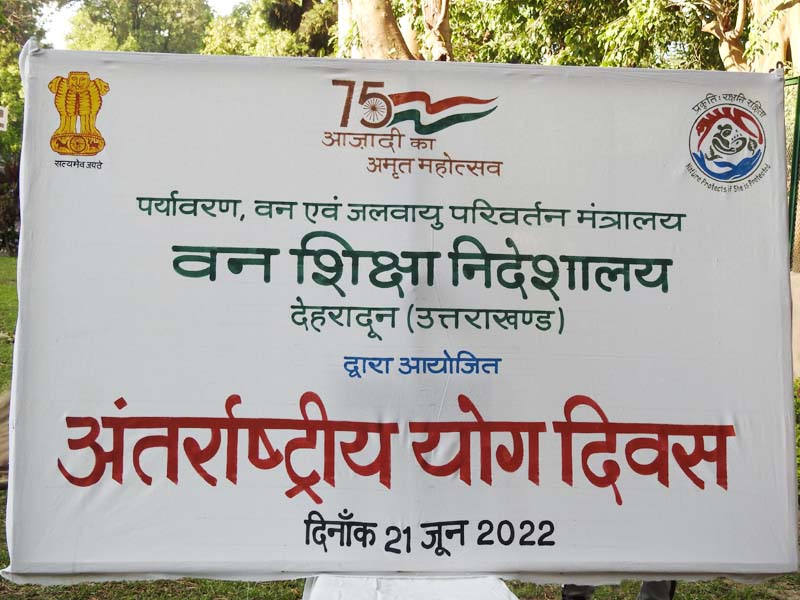 75
आज़ादी का
अमृत महोत्सव
सत्यमेव जयते
प्रकृतिः रक्षति रक्षिता
Nature Protects if She is Protected
पर्यावरण, वन एवं जलवायु परिवर्तन मंत्रालय
वन शिक्षा निदेशालय
देहरादून (उत्तराखण्ड)
द्वारा आयोजित
अंतर्राष्ट्रीय योग दिवस
दिनाँक 21 जून 2022